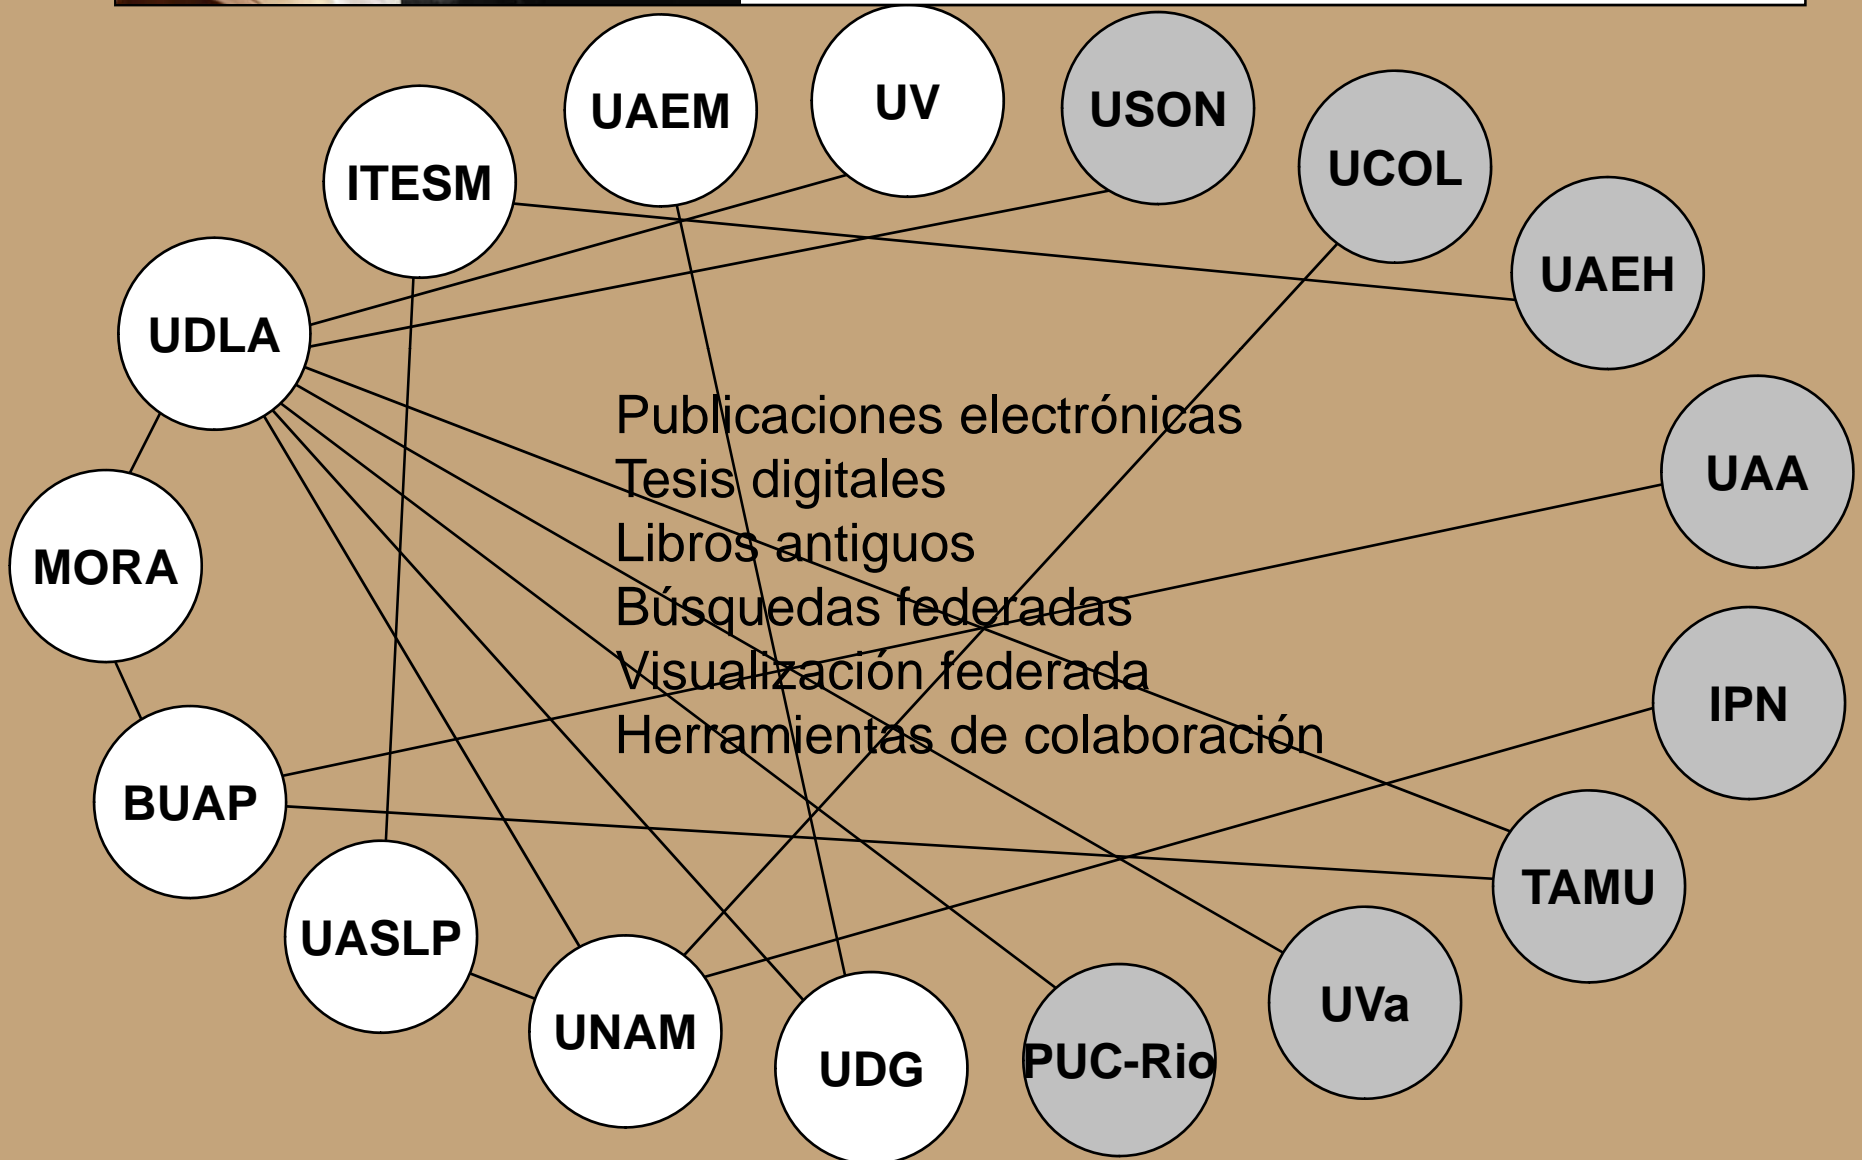 UV
UAEM
USON
UCOL
ITESM
UAEH
UDLA
Publicaciones electrónicas
Tesis digitales
Libros antiguos
Búsquedas federadas
Visualización federada
Herramientas de colaboración
UAA
MORA
IPN
BUAP
TAMU
UASLP
UVa
UNAM
PUC-Rio
UDG